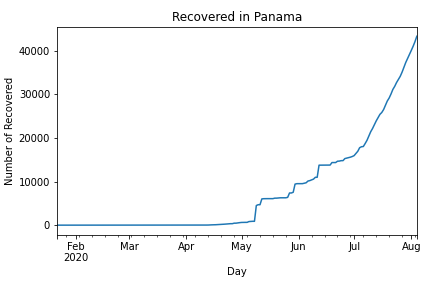 Recovered in Panama
Number of Recovered
40000
30000
20000
10000
0
Feb Mar Apr May Jun Jul Aug
2020
Day